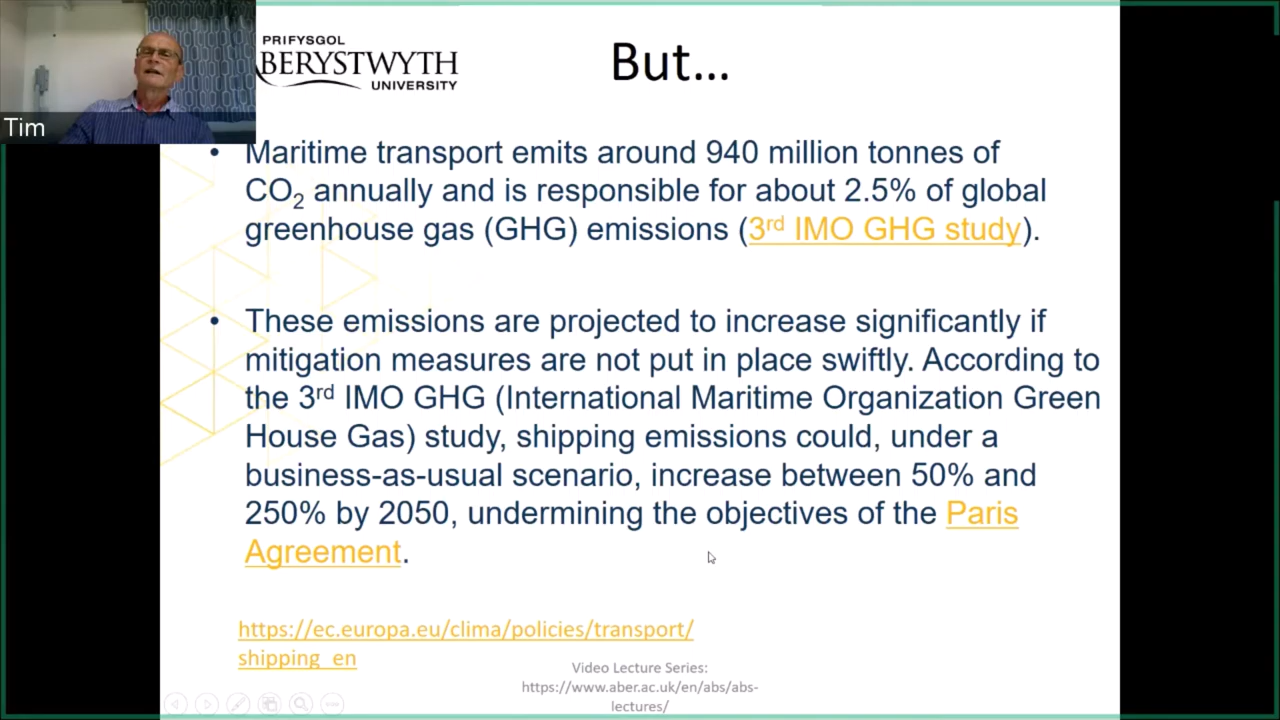 PRIFYSGOL
ABERYSTWYTH
UNIVERSITY
But...
Tim
• Maritime transport emits around 940 million tonnes of
CO₂ annually and is responsible for about 2.5% of global
greenhouse gas (GHG) emissions (3rd IMO GHG study).
• These emissions are projected to increase significantly if
mitigation measures are not put in place swiftly. According to
the 3rd IMO GHG (International Maritime Organization Green
House Gas) study, shipping emissions could, under a
business-as-usual scenario, increase between 50% and
250% by 2050, undermining the objectives of the Paris
Agreement.
https://ec.europa.eu/clima/policies/transport/
shipping_en
Video Lecture Series:
https://www.aber.ac.uk/en/abs/abs-
lectures/